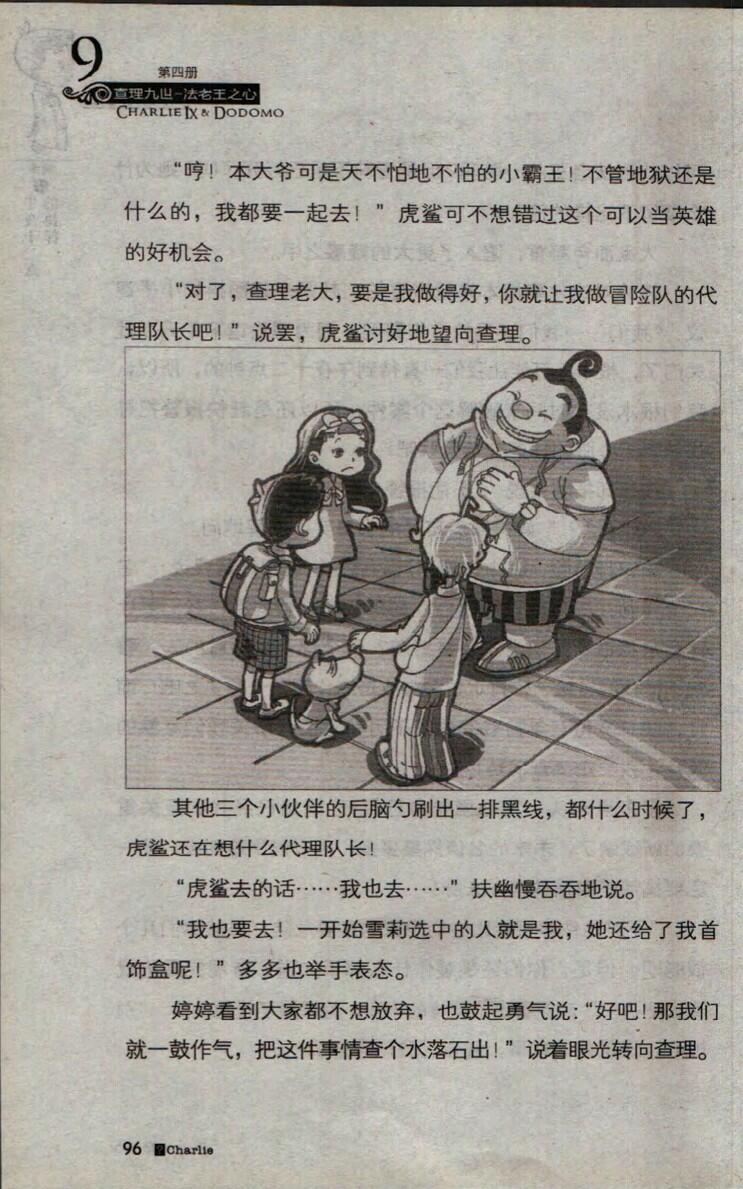 9
第四册
查理九世-法老王之心
CHARLIE IX & DODOMO
“哼！本大爷可是天不怕地不怕的小霸王！不管地狱还是
什么的，我都要一起去！”虎鲨可不想错过这个可以当英雄
的好机会。
“对了，查理老大，要是我做得好，你就让我做冒险队的代
理队长吧！”说罢，虎鲨讨好地望向查理。
其他三个小伙伴的后脑勺刷出一排黑线，都什么时候了，
虎鲨还在想什么代理队长！
“虎鲨去的话……我也去……”扶幽慢吞吞地说。
“我也要去！一开始雪莉选中的人就是我，她还给了我首
饰盒呢！”多多也举手表态。
婷婷看到大家都不想放弃，也鼓起勇气说：“好吧！那我们
就一鼓作气，把这件事情查个水落石出！”说着眼光转向查理。
96 Charlie